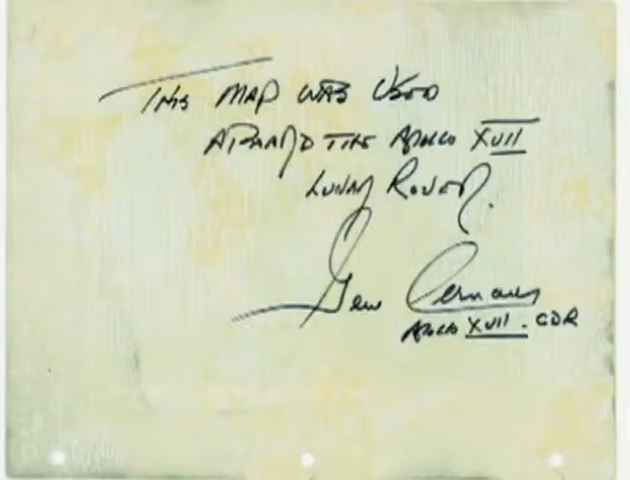 THIS MAP WAS USED
ABOARD THE APOLLO XVII
LUNAR ROVER.
Gene Cernan
APOLLO XVII. CDR